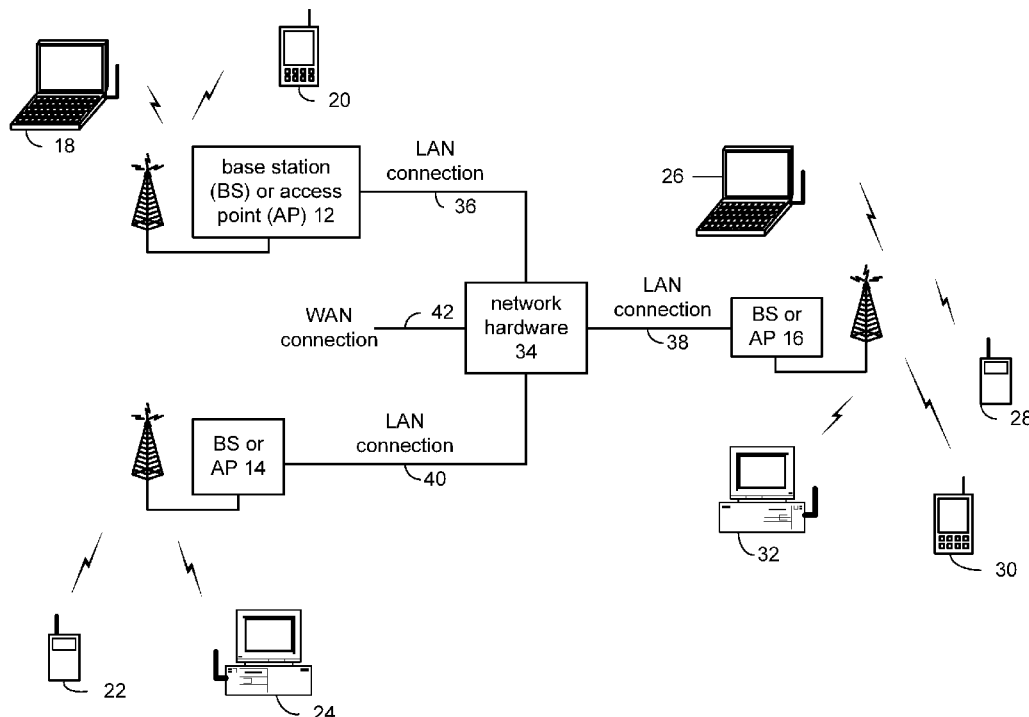 20
18
base station
(BS) or access
point (AP) 12
LAN
connection
36
26
WAN
connection
42
network
hardware
34
LAN
connection
38
BS or
AP 16
28
BS or
AP 14
LAN
connection
40
32
30
22
24